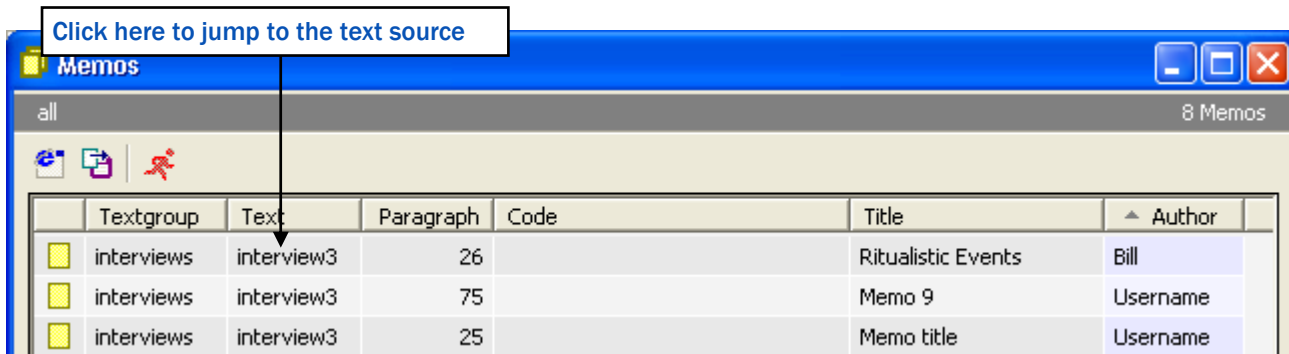 Click here to jump to the text source
Memos
all 8 Memos
Textgroup Text Paragraph Code Title Author
interviews interview3 26 Ritualistic Events Bill
interviews interview3 75 Memo 9 Username
interviews interview3 25 Memo title Username